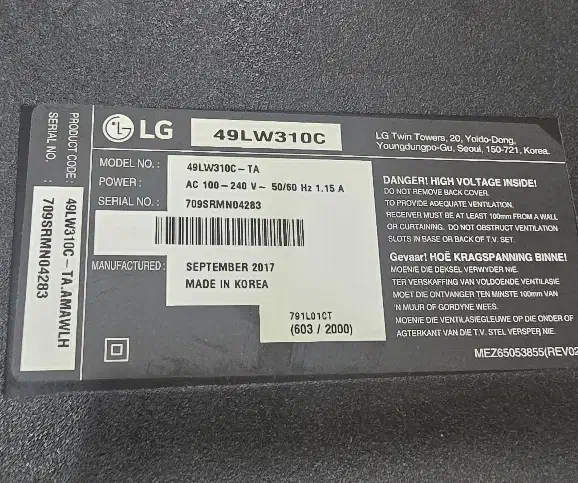 PRODUCT CODE :
SERIAL NO. :
49LW310C-TA.AMAWLH
709SRMN04283
LG
49LW310C
LG Twin Towers, 20, Yoido-Dong,
Youngdungpo-Gu, Seoul, 150-721, Korea.
MODEL NO. :
49LW310C-TA
POWER :
AC 100-240 V~ 50/60 Hz 1.15 A
SERIAL NO. :
709SRMN04283
MANUFACTURED :
SEPTEMBER 2017
MADE IN KOREA
791L01CT
(603 / 2000)
DANGER! HIGH VOLTAGE INSIDE!
DO NOT REMOVE BACK COVER.
TO PROVIDE ADEQUATE VENTILATION,
RECEIVER MUST BE AT LEAST 100mm FROM A WALL
OR CURTAINING. DO NOT OBSTRUCT VENTILATION
SLOTS IN BASE OR BACK OF T.V. SET.
Gevaar! HOË KRAGSPANNING BINNE!
MOENIE DIE DEKSEL VERWYDER NIE.
TER VERSKAFFING VAN VOLDOENDE VENTILASIE
MOET DIE ONTVANGER TEN MINSTE 100mm VAN
'N MUUR OF GORDYNE WEES.
MOENIE DIE VENTILASIEGLEUWE OP DIE ONDER OF
AGTERKANT VAN DIE T.V. STEL VERSPER NIE.
MEZ65053855(REV02